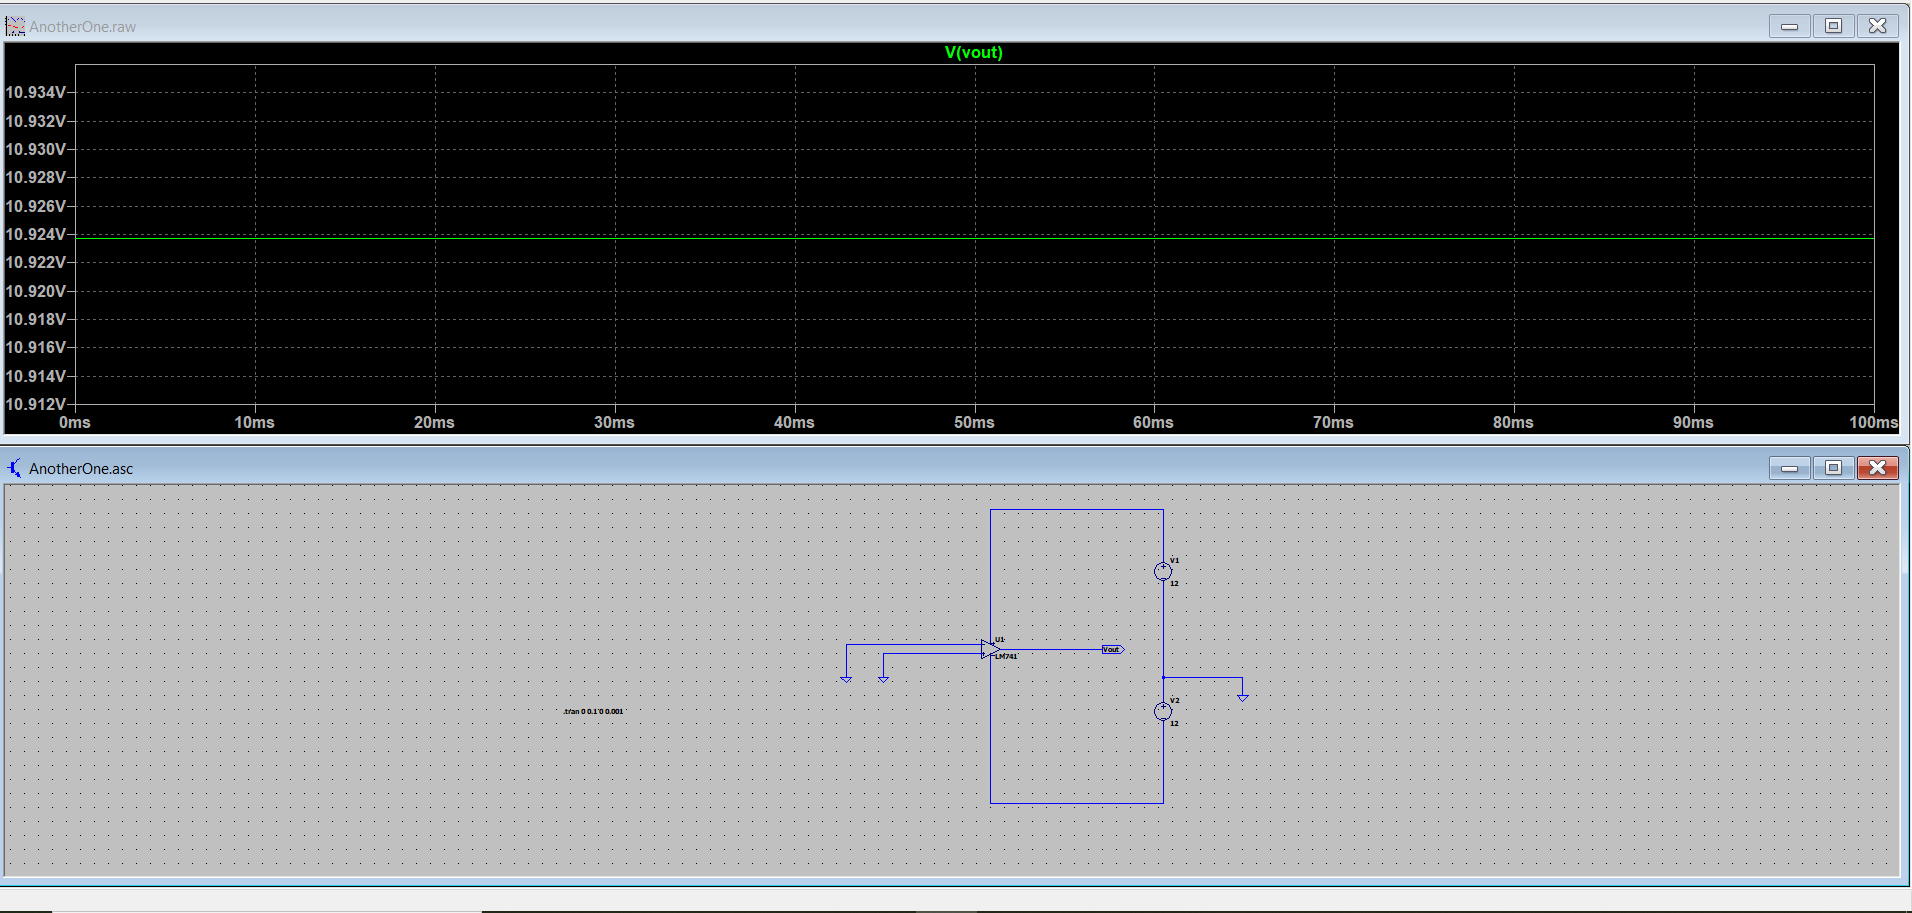 AnotherOne.raw
V(vout)
10.934V
10.932V
10.930V
10.928V
10.926V
10.924V
10.922V
10.920V
10.918V
10.916V
10.914V
10.912V
0ms 10ms 20ms 30ms 40ms 50ms 60ms 70ms 80ms 90ms 100ms
AnotherOne.asc
V1
12
U1
Vout
LM741
V2
.tran 0 0.1 0 0.001
12